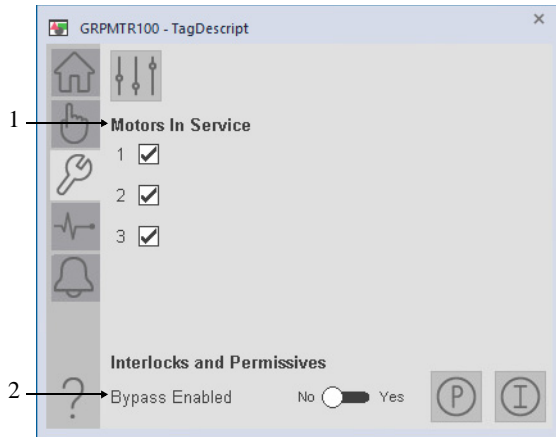 GRPMTR100 - TagDescript
1
Motors In Service
1
2
3
Interlocks and Permissives
2
Bypass Enabled No Yes
?
P I